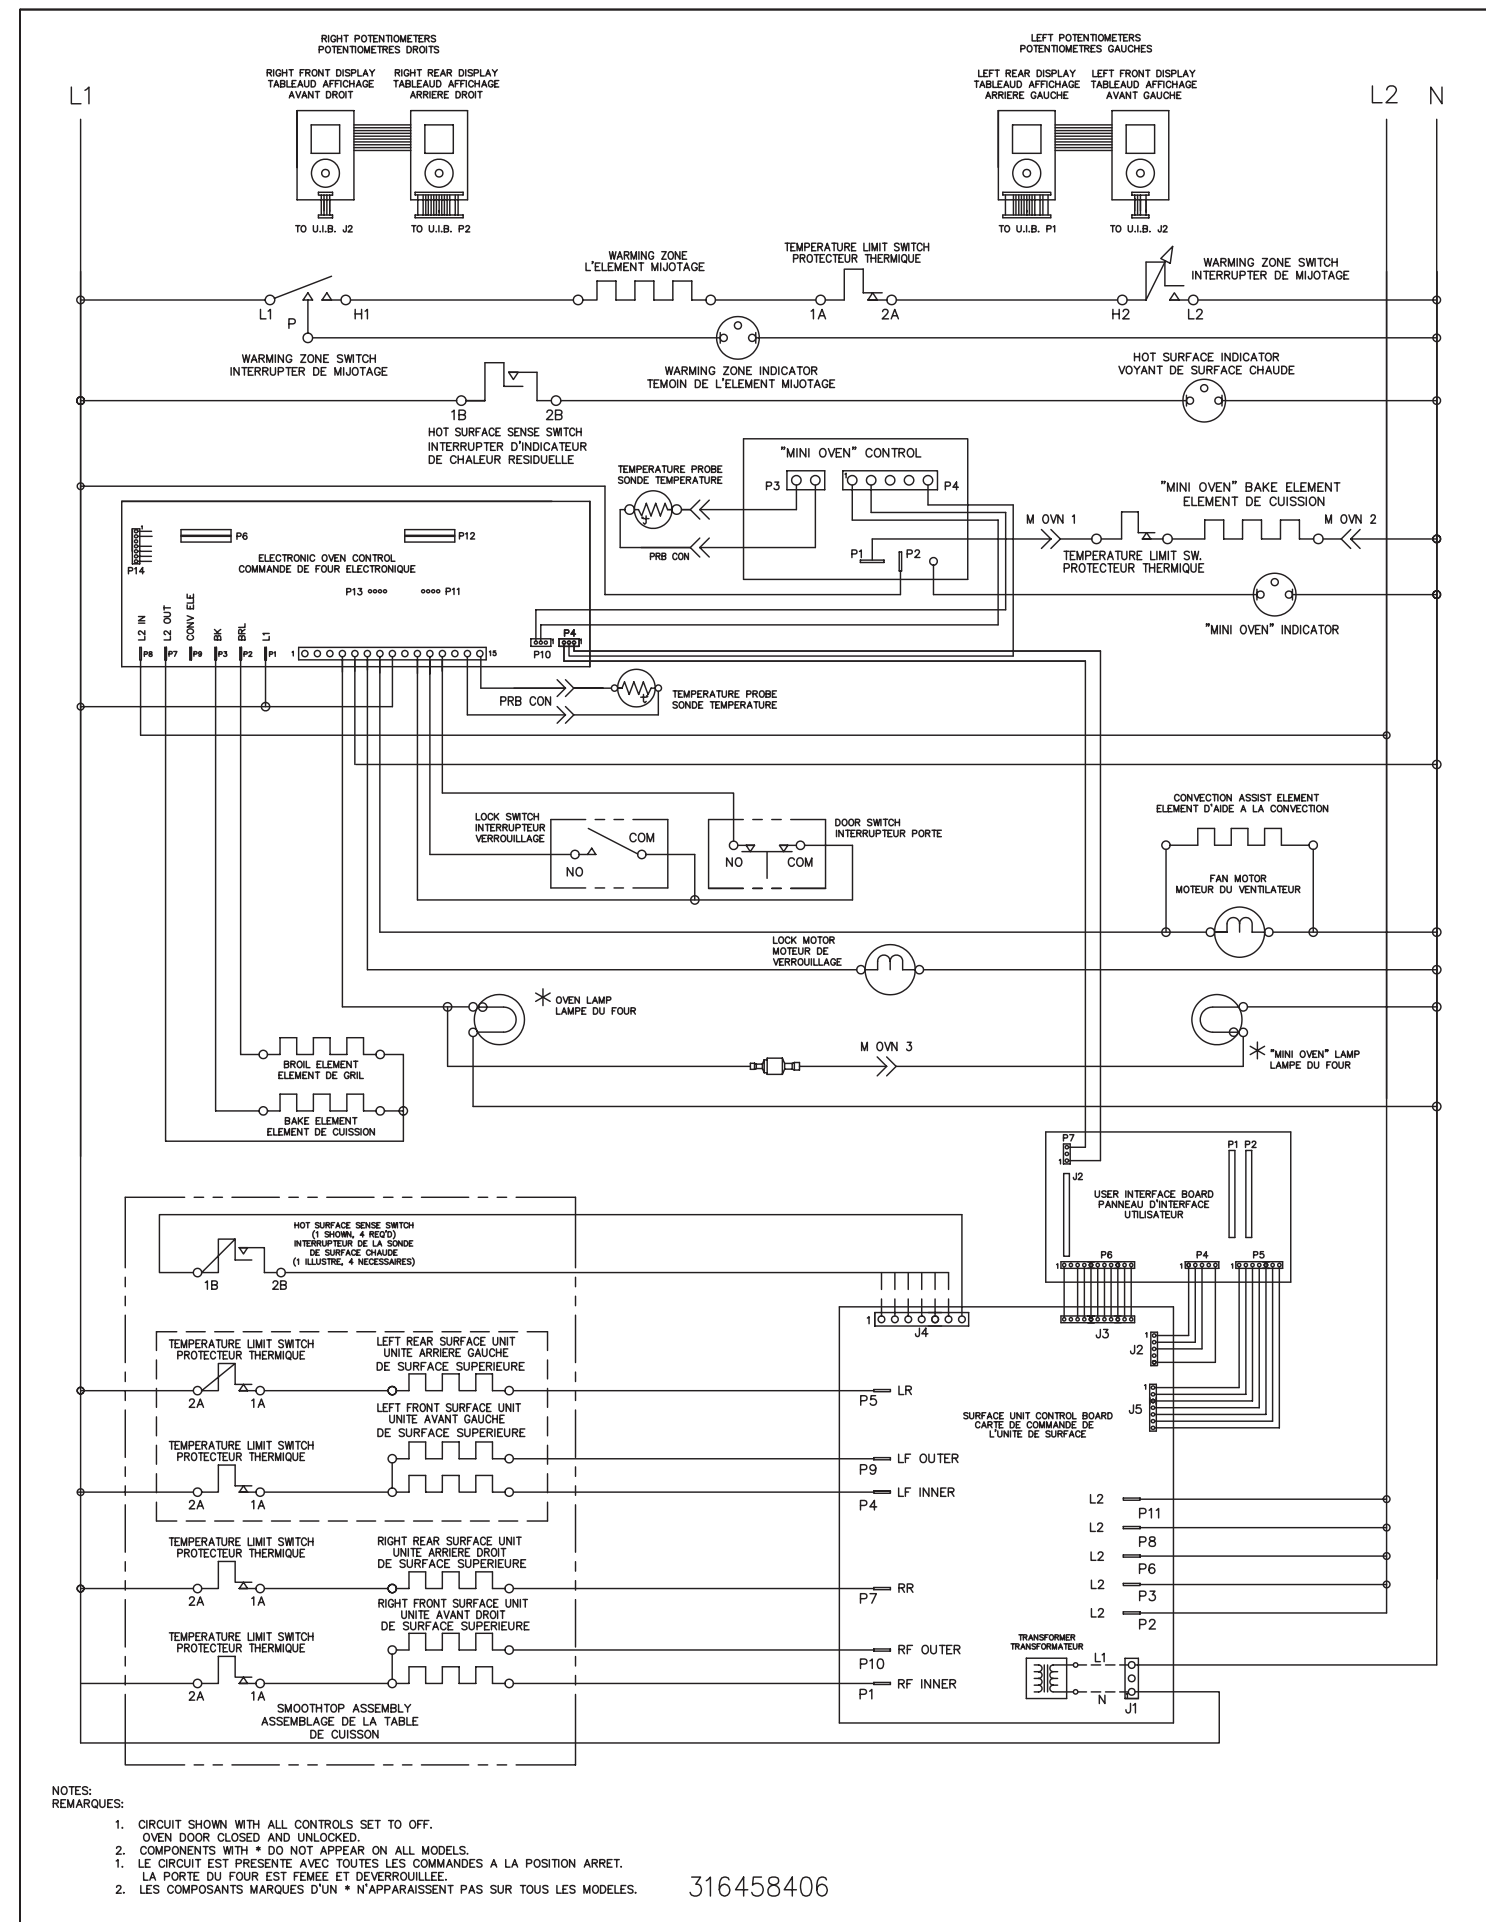 RIGHT POTENTIOMETERS
POTENTIOMETRES DROITS
RIGHT FRONT DISPLAY
TABLEAUD AFFICHAGE
AVANT DROIT
RIGHT REAR DISPLAY
TABLEAUD AFFICHAGE
ARRIERE DROIT
LEFT POTENTIOMETERS
POTENTIOMETRES GAUCHES
LEFT REAR DISPLAY
TABLEAUD AFFICHAGE
ARRIERE GAUCHE
LEFT FRONT DISPLAY
TABLEAUD AFFICHAGE
AVANT GAUCHE
L1
L2
N
TO U.I.B. J2
TO U.I.B. P2
TO U.I.B. P1
TO U.I.B. J2
WARMING ZONE
L'ELEMENT MIJOTAGE
TEMPERATURE LIMIT SWITCH
PROTECTEUR THERMIQUE
WARMING ZONE SWITCH
INTERRUPTER DE MIJOTAGE
L1
P
H1
1A
2A
H2
L2
WARMING ZONE SWITCH
INTERRUPTER DE MIJOTAGE
WARMING ZONE INDICATOR
TEMOIN DE L'ELEMENT MIJOTAGE
HOT SURFACE INDICATOR
VOYANT DE SURFACE CHAUDE
1B
2B
HOT SURFACE SENSE SWITCH
INTERRUPTER D'INDICATEUR
DE CHALEUR RESIDUELLE
TEMPERATURE PROBE
SONDE TEMPERATURE
PRB CON
"MINI OVEN" CONTROL
P3
1
P4
P1
P2
"MINI OVEN" BAKE ELEMENT
ELEMENT DE CUISSION
M OVN 1
M OVN 2
TEMPERATURE LIMIT SW.
PROTECTEUR THERMIQUE
"MINI OVEN" INDICATOR
1
P14
P6
P12
ELECTRONIC OVEN CONTROL
COMMANDE DE FOUR ELECTRONIQUE
P13
P11
L2 IN
L2 OUT
CONV ELE
BK
BRL
L1
P8
P7
P9
P3
P2
P1
1
15
P10
1
P4
1
PRB CON
TEMPERATURE PROBE
SONDE TEMPERATURE
LOCK SWITCH
INTERRUPTEUR
VERROUILLAGE
NO
COM
NO
COM
DOOR SWITCH
INTERRUPTEUR PORTE
CONVECTION ASSIST ELEMENT
ELEMENT D'AIDE A LA CONVECTION
FAN MOTOR
MOTEUR DU VENTILATEUR
LOCK MOTOR
MOTEUR DE
VERROUILLAGE
* OVEN LAMP
LAMPE DU FOUR
M OVN 3
* "MINI OVEN" LAMP
LAMPE DU FOUR
BROIL ELEMENT
ELEMENT DE GRIL
BAKE ELEMENT
ELEMENT DE CUISSION
P7
1
J2
P1 P2
USER INTERFACE BOARD
PANNEAU D'INTERFACE
UTILISATEUR
1
P6
1
P4
1
P5
HOT SURFACE SENSE SWITCH
(1 SHOWN, 4 REQ'D)
INTERRUPTEUR DE LA SONDE
DE SURFACE CHAUDE
(1 ILLUSTRE, 4 NECESSAIRES)
1B
2B
1
J4
J3
1
J2
1
J5
TEMPERATURE LIMIT SWITCH
PROTECTEUR THERMIQUE
LEFT REAR SURFACE UNIT
UNITE ARRIERE GAUCHE
DE SURFACE SUPERIEURE
2A
1A
P5
LR
LEFT FRONT SURFACE UNIT
UNITE AVANT GAUCHE
DE SURFACE SUPERIEURE
SURFACE UNIT CONTROL BOARD
CARTE DE COMMANDE DE
L'UNITE DE SURFACE
TEMPERATURE LIMIT SWITCH
PROTECTEUR THERMIQUE
P9
LF OUTER
2A
1A
P4
LF INNER
L2
P11
L2
P8
L2
P6
L2
P3
L2
P2
TEMPERATURE LIMIT SWITCH
PROTECTEUR THERMIQUE
RIGHT REAR SURFACE UNIT
UNITE ARRIERE DROIT
DE SURFACE SUPERIEURE
2A
1A
P7
RR
RIGHT FRONT SURFACE UNIT
UNITE AVANT DROIT
DE SURFACE SUPERIEURE
TEMPERATURE LIMIT SWITCH
PROTECTEUR THERMIQUE
P10
RF OUTER
2A
1A
P1
RF INNER
TRANSFORMER
TRANSFORMATEUR
L1
N
1
J1
SMOOTHTOP ASSEMBLY
ASSEMBLAGE DE LA TABLE
DE CUISSON
NOTES:
REMARQUES:
1. CIRCUIT SHOWN WITH ALL CONTROLS SET TO OFF.
OVEN DOOR CLOSED AND UNLOCKED.
2. COMPONENTS WITH * DO NOT APPEAR ON ALL MODELS.
1. LE CIRCUIT EST PRESENTE AVEC TOUTES LES COMMANDES A LA POSITION ARRET.
LA PORTE DU FOUR EST FEMEE ET DEVERROUILLEE.
2. LES COMPOSANTS MARQUES D'UN * N'APPARAISSENT PAS SUR TOUS LES MODELES.
316458406